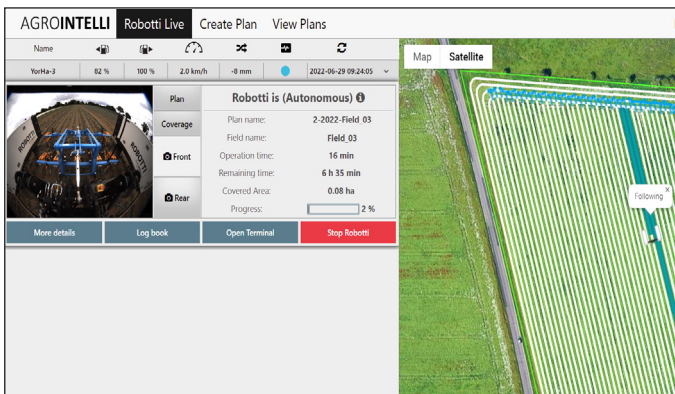 AGROINTELLI Robotti Live Create Plan View Plans
Name
YorHa-3 82 % 100 % 2.0 km/h -8 mm 2022-06-29 09:24:05
Map Satellite
Plan
Coverage
Front
Rear
Robotti is (Autonomous)
Plan name: 2-2022-Field_03
Field name: Field_03
Operation time: 16 min
Remaining time: 6 h 35 min
Covered Area: 0.08 ha
Progress: 2 %
ROBOTTI
ROBOTTI
More details Log book Open Terminal Stop Robotti
Following